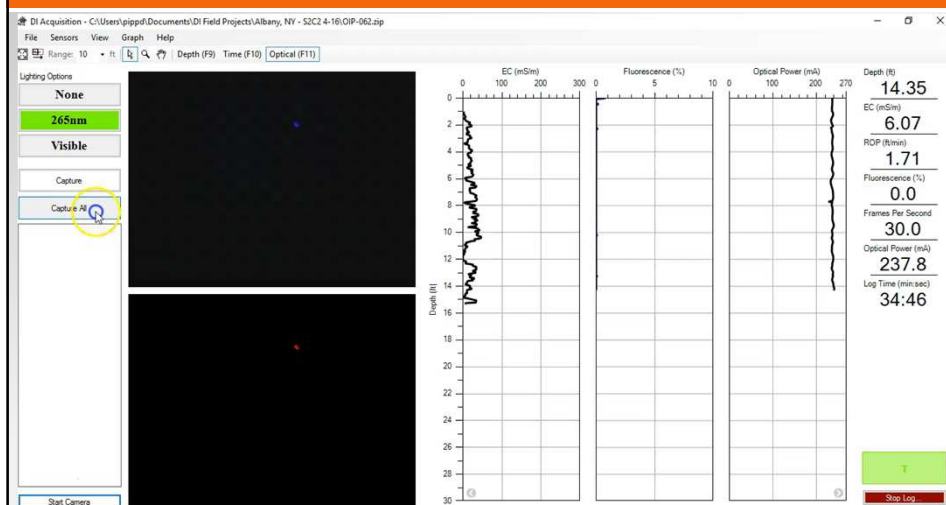 DI Acquisition - C:\Users\pippd\Documents\DI Field Projects\Albany, NY - S2C2 4-16\OIP-062.zip
File Sensors View Graph Help
Range: 10 ft Depth (F9) Time (F10) Optical (F11)
Lighting Options
None
265nm
Visible
Capture
Capture All
Start Camera
EC (mS/m)
0 100 200 300
Fluorescence (%)
0 5 10
Optical Power (mA)
0 100 200 270
Depth (ft)
0
2
4
6
8
10
12
14
16
18
20
22
24
26
28
30
Depth (ft)
14.35
EC (mS/m)
6.07
ROP (ft/min)
1.71
Fluorescence (%)
0.0
Frames Per Second
30.0
Optical Power (mA)
237.8
Log Time (min:sec)
34:46
T
Stop Log...